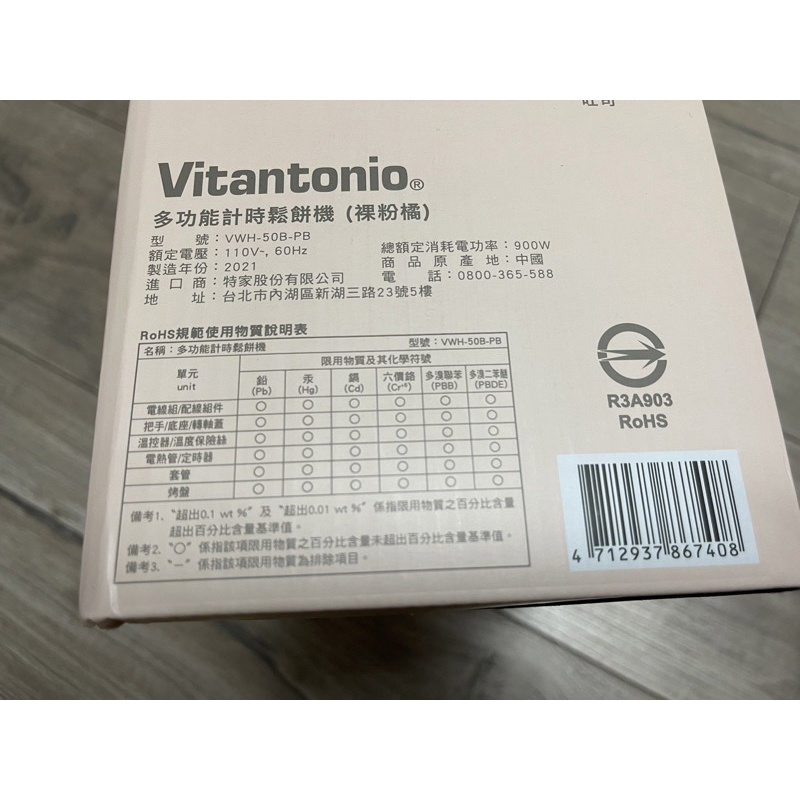 吐司
Vitantonio®
多功能計時鬆餅機 (裸粉橘)
型 號：VWH-50B-PB
額定電壓：110V~, 60Hz 總額定消耗電功率：900W
製造年份：2021 商品原產地：中國
進口商：特家股份有限公司 電 話：0800-365-588
地 址：台北市內湖區新湖三路23號5樓
RoHS規範使用物質說明表
名稱：多功能計時鬆餅機 型號：VWH-50B-PB
單元 unit 限用物質及其化學符號
鉛 (Pb) 汞 (Hg) 鎘 (Cd) 六價鉻 (Cr⁺⁶) 多溴聯苯 (PBB) 多溴二苯醚 (PBDE)
電線組/配線組件 ○ ○ ○ ○ ○ ○
把手/底座/轉軸蓋 ○ ○ ○ ○ ○ ○
溫控器/溫度保險絲 ○ ○ ○ ○ ○ ○
電熱管/定時器 ○ ○ ○ ○ ○ ○
套管 ○ ○ ○ ○ ○ ○
烤盤 ○ ○ ○ ○ ○ ○
備考1. “超出0.1 wt %” 及 “超出0.01 wt %” 係指限用物質之百分比含量
超出百分比含量基準值。
備考2. “○” 係指該項限用物質之百分比含量未超出百分比含量基準值。
備考3. “－” 係指該項限用物質為排除項目。
R3A903
RoHS
4 712937 867408